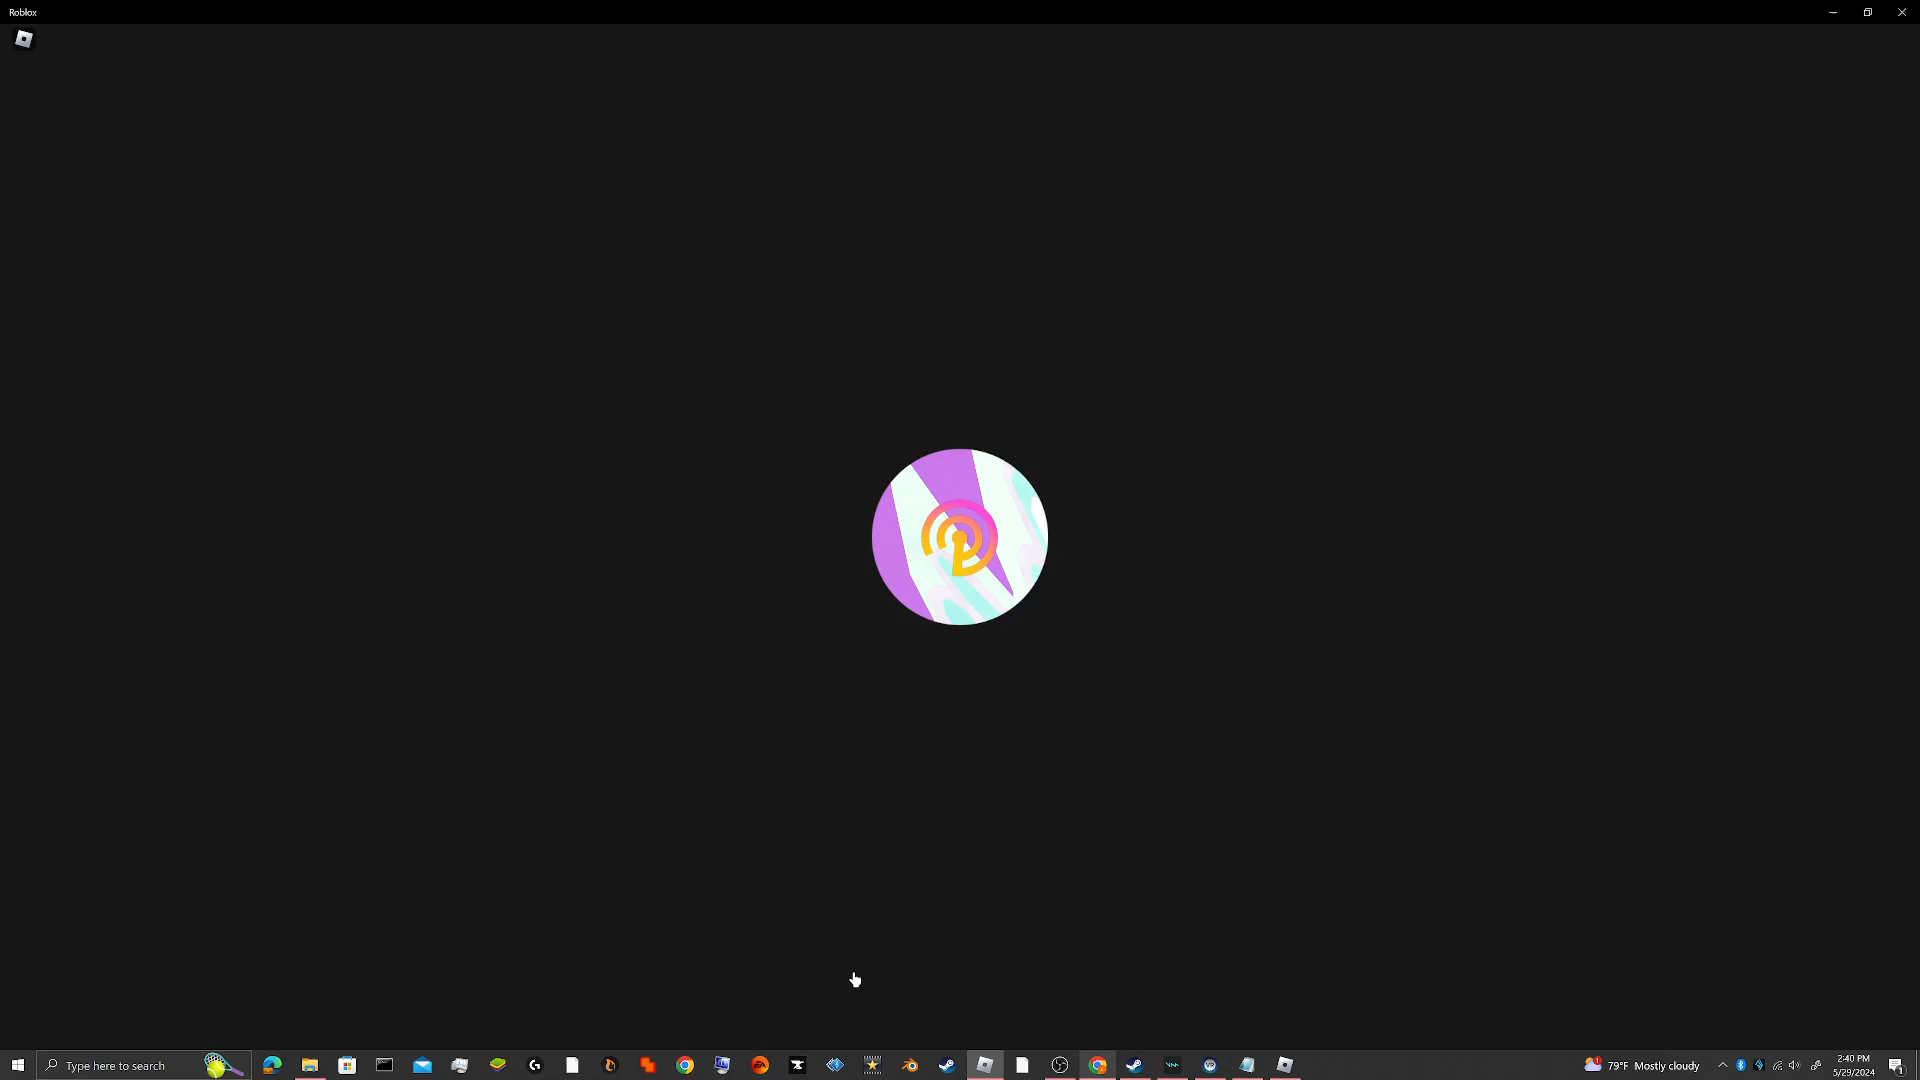 Roblox
Type here to search
79°F Mostly cloudy
2:40 PM
5/29/2024